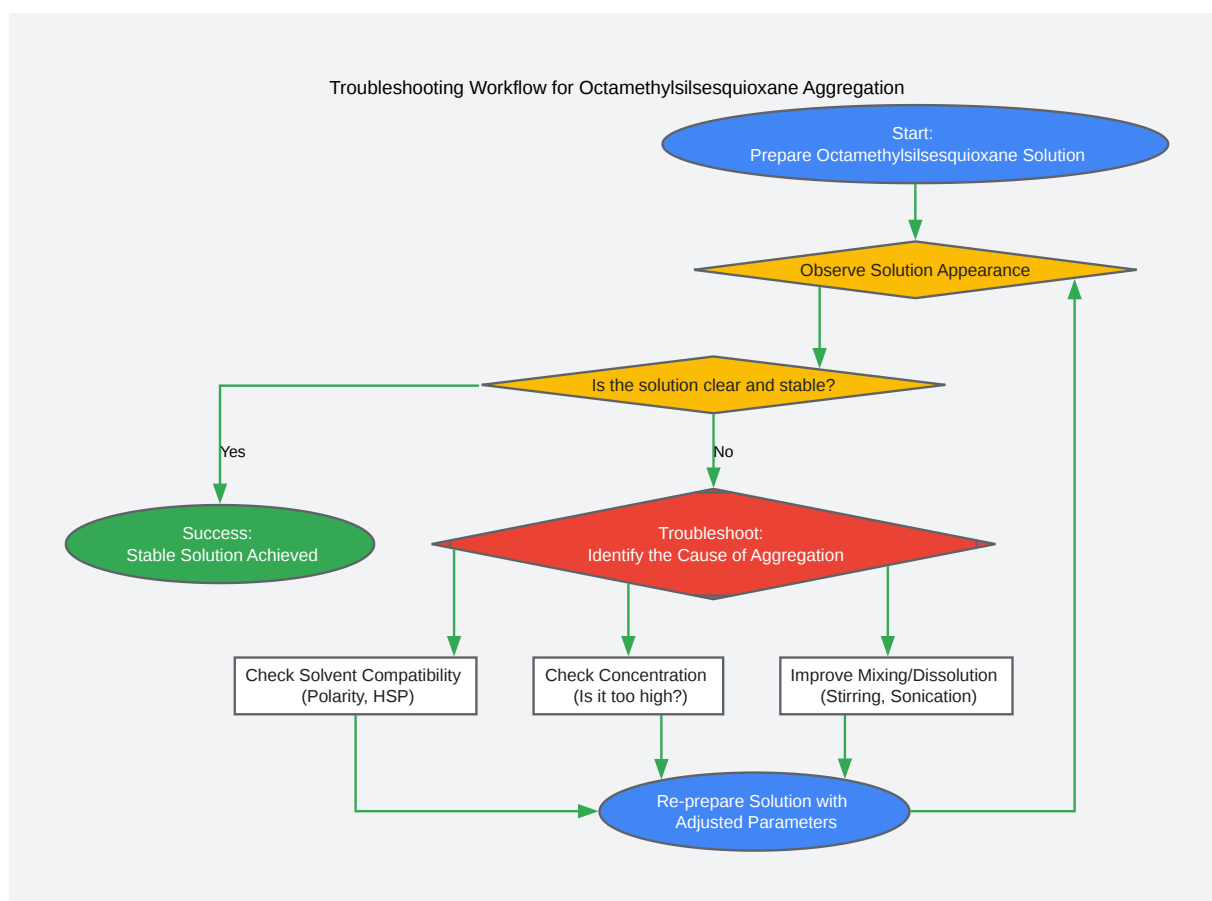 Troubleshooting Workflow for Octamethylsilsesquioxane Aggregation
Start:
Prepare Octamethylsilsesquioxane Solution
Observe Solution Appearance
Is the solution clear and stable?
Yes
No
Success:
Stable Solution Achieved
Troubleshoot:
Identify the Cause of Aggregation
Check Solvent Compatibility
(Polarity, HSP)
Check Concentration
(Is it too high?)
Improve Mixing/Dissolution
(Stirring, Sonication)
Re-prepare Solution with
Adjusted Parameters